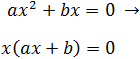 ax² + bx = 0 →
x(ax + b) = 0